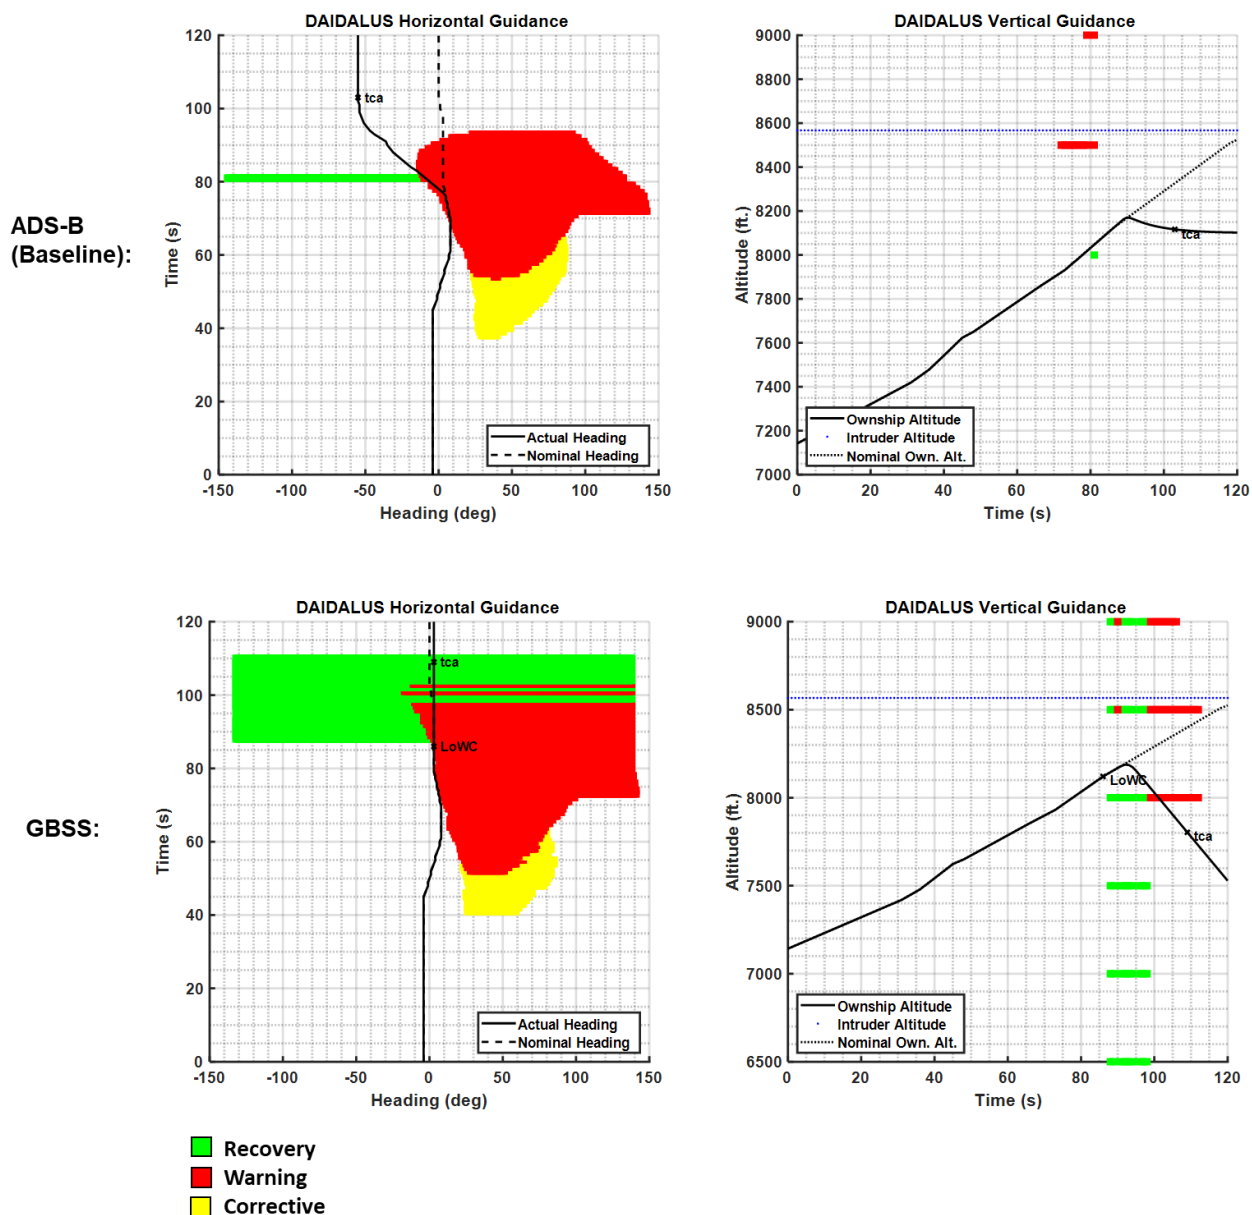 DAIDALUS Horizontal Guidance
120
100
80
60
40
20
0
Time (s)
tca
Actual Heading
Nominal Heading
-150 -100 -50 0 50 100 150
Heading (deg)
DAIDALUS Vertical Guidance
9000
8800
8600
8400
8200
8000
7800
7600
7400
7200
7000
Altitude (ft.)
tca
Ownship Altitude
Intruder Altitude
Nominal Own. Alt.
0 20 40 60 80 100 120
Time (s)
ADS-B
(Baseline):
DAIDALUS Horizontal Guidance
120
100
80
60
40
20
0
Time (s)
tca
LoWC
Actual Heading
Nominal Heading
-150 -100 -50 0 50 100 150
Heading (deg)
DAIDALUS Vertical Guidance
9000
8500
8000
7500
7000
6500
Altitude (ft.)
LoWC
tca
Ownship Altitude
Intruder Altitude
Nominal Own. Alt.
0 20 40 60 80 100 120
Time (s)
GBSS:
Recovery
Warning
Corrective